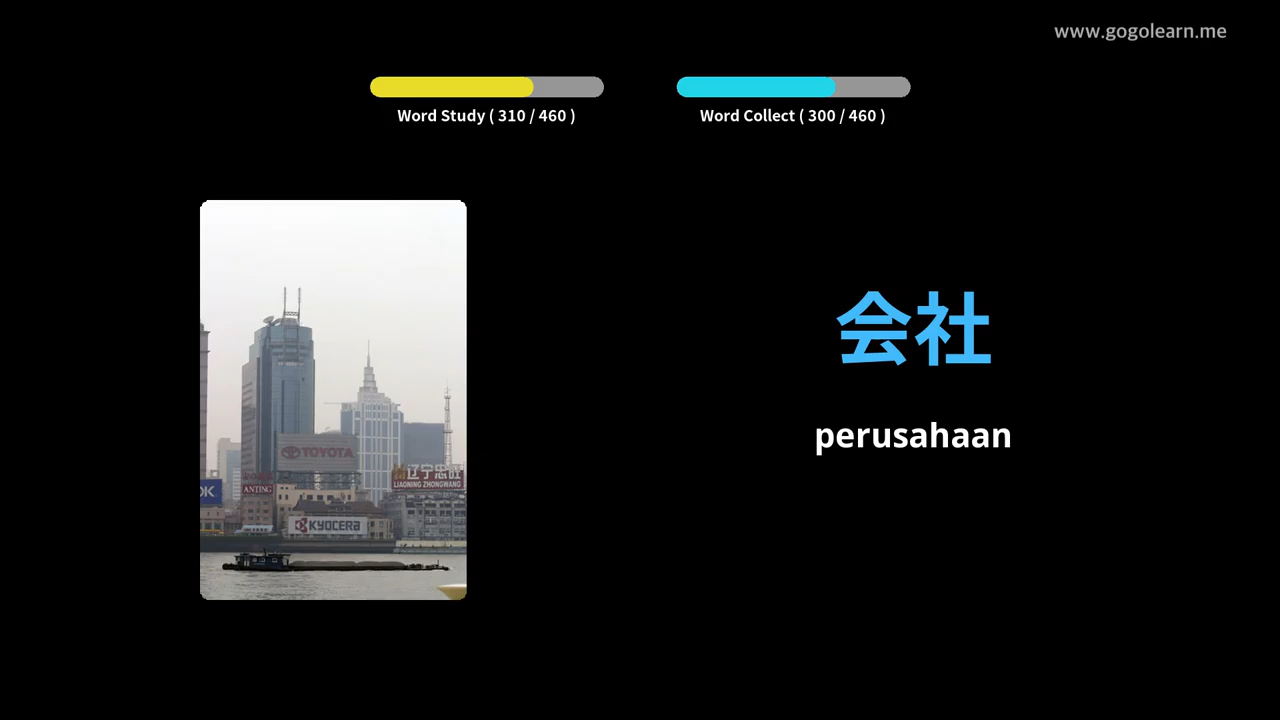 www.gogolearn.me
Word Study ( 310 / 460 )
Word Collect ( 300 / 460 )
会社
perusahaan
TOYOTA
辽宁忠旺
LIAONING ZHONGWANG
OK
ANTING
KYOCERA